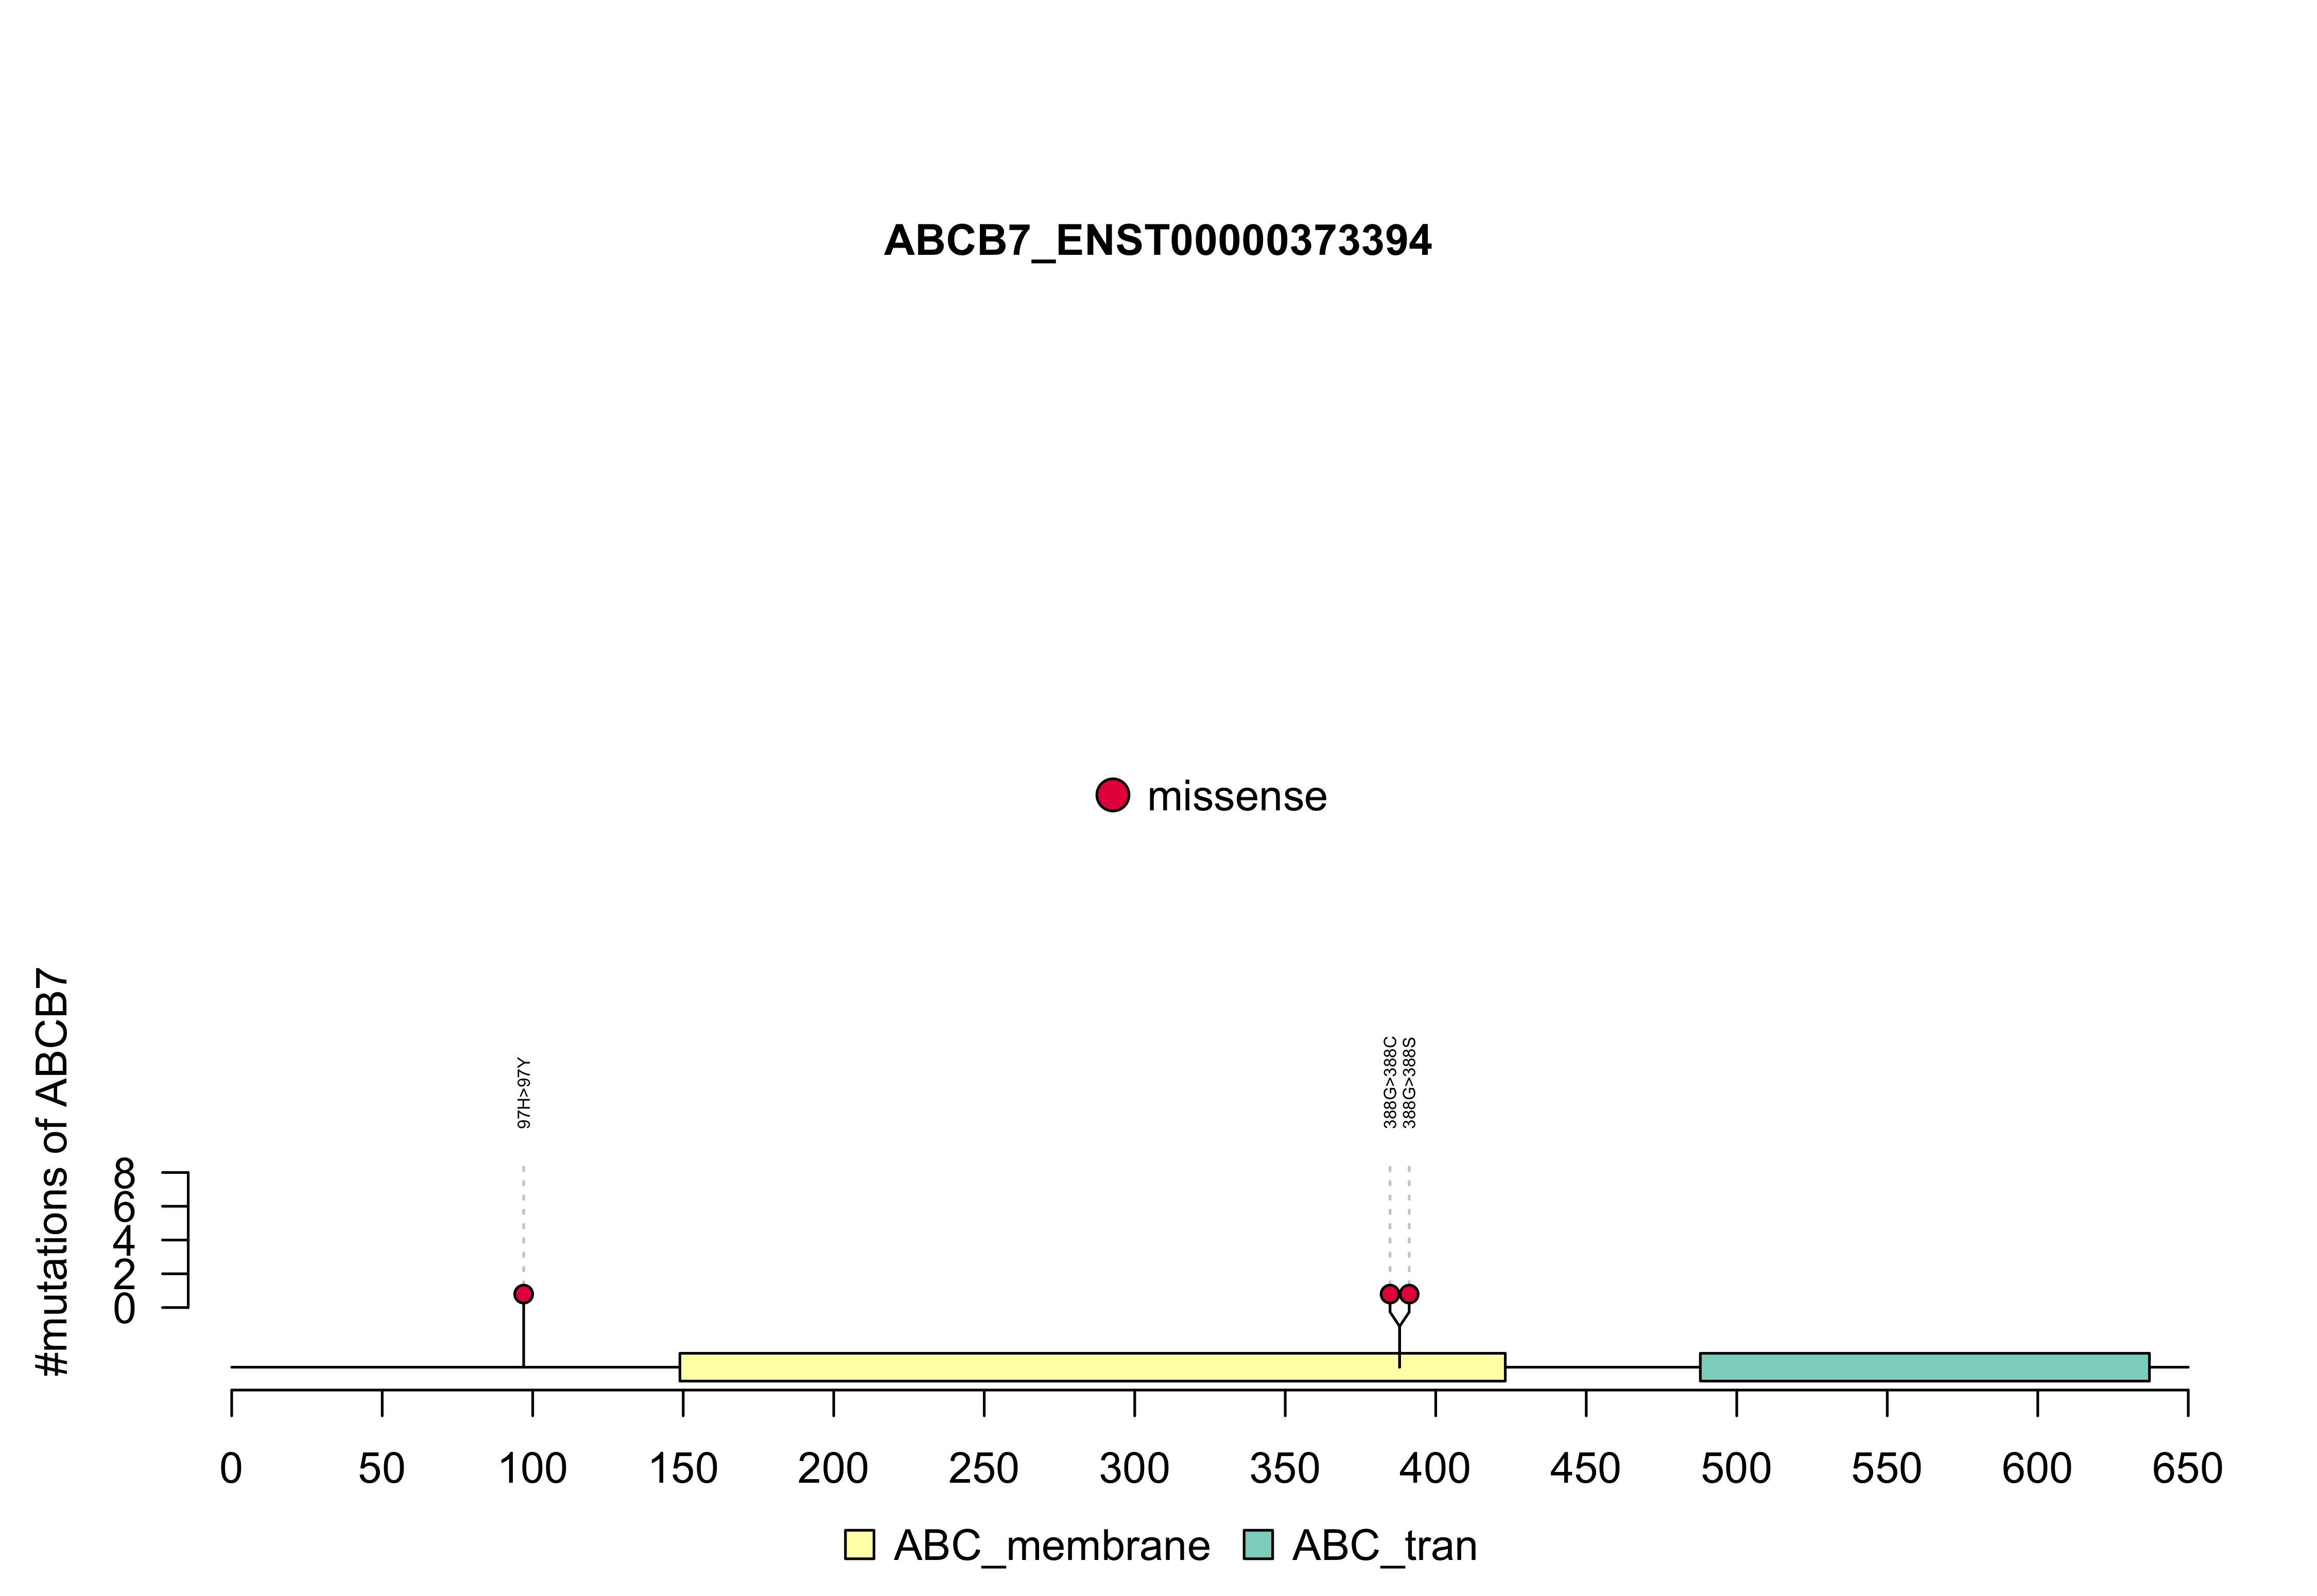 ABCB7_ENST00000373394
missense
#mutations of ABCB7
97H>97Y
388G>388C
388G>388S
8
6
4
2
0
0 50 100 150 200 250 300 350 400 450 500 550 600 650
ABC_membrane ABC_tran